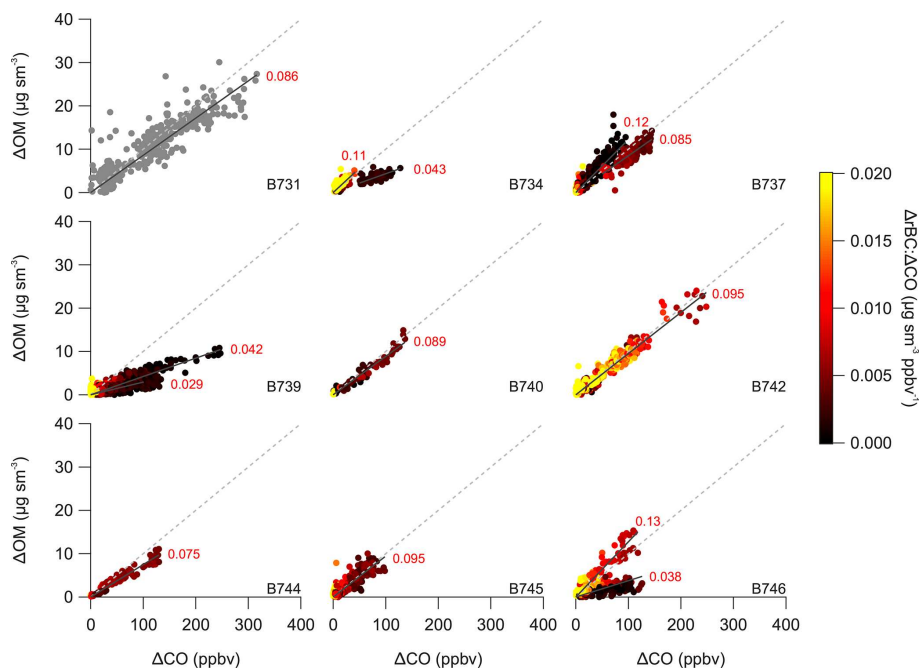 40
30
20
10
0
ΔOM (µg sm⁻³)
0.086
B731
0.11
0.043
B734
0.12
0.085
B737
40
30
20
10
0
ΔOM (µg sm⁻³)
0.042
0.029
B739
0.089
B740
0.095
B742
40
30
20
10
0
ΔOM (µg sm⁻³)
0.075
B744
0.095
B745
0.13
0.038
B746
0 100 200 300 400
0 100 200 300 400
0 100 200 300 400
ΔCO (ppbv)
ΔCO (ppbv)
ΔCO (ppbv)
0.020
0.015
0.010
0.005
0.000
ΔrBC:ΔCO (µg sm⁻³ ppbv⁻¹)